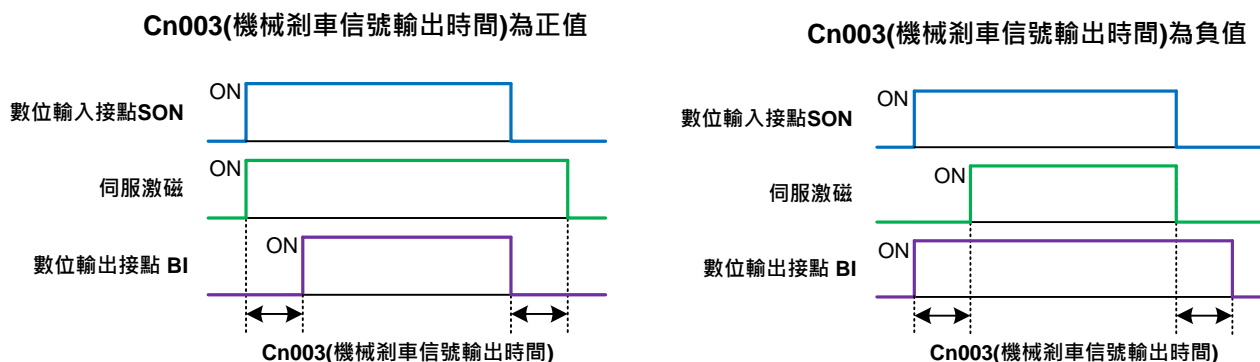 Cn003(機械剎車信號輸出時間)為正值
ON
數位輸入接點SON
ON
伺服激磁
ON
數位輸出接點 BI
Cn003(機械剎車信號輸出時間)
Cn003(機械剎車信號輸出時間)為負值
ON
數位輸入接點SON
ON
伺服激磁
ON
數位輸出接點 BI
Cn003(機械剎車信號輸出時間)